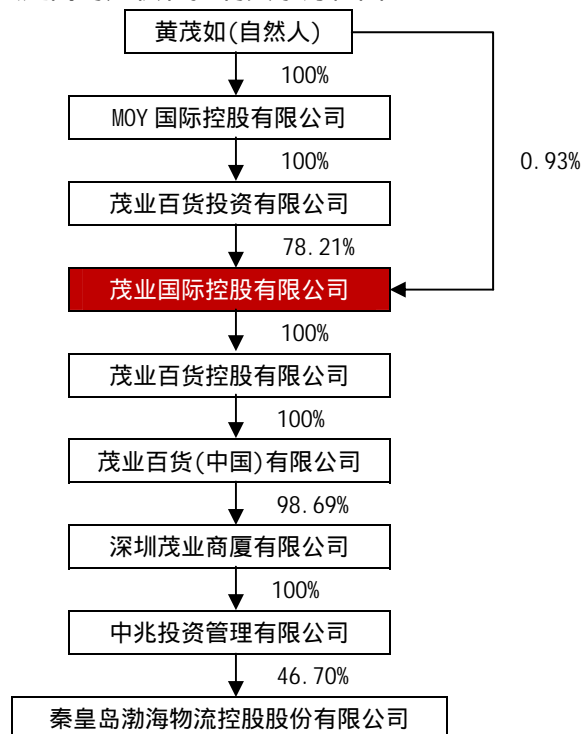 黄茂如(自然人)
100%
MOY 国际控股有限公司
100%
0.93%
茂业百货投资有限公司
78.21%
茂业国际控股有限公司
100%
茂业百货控股有限公司
100%
茂业百货(中国)有限公司
98.69%
深圳茂业商厦有限公司
100%
中兆投资管理有限公司
46.70%
秦皇岛渤海物流控股股份有限公司